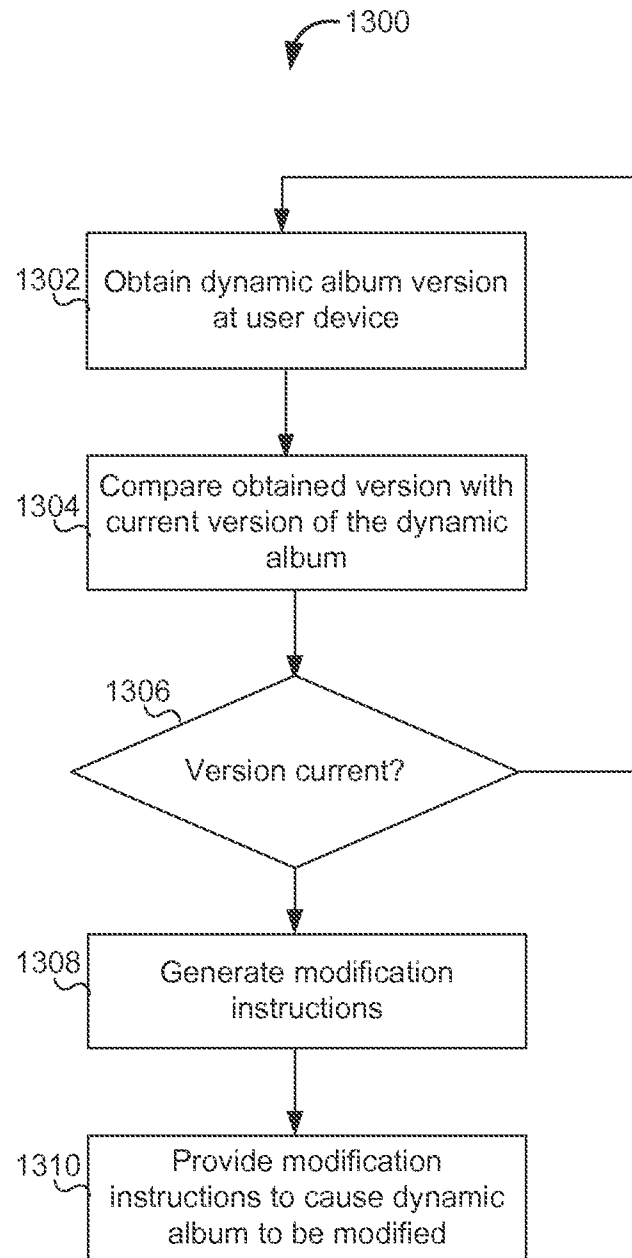 1300
1302
Obtain dynamic album version
at user device
1304
Compare obtained version with
current version of the dynamic
album
1306
Version current?
1308
Generate modification
instructions
1310
Provide modification
instructions to cause dynamic
album to be modified